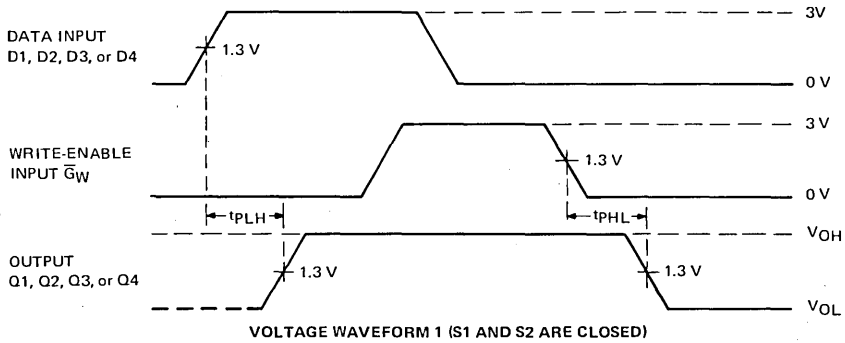 3V
DATA INPUT
D1, D2, D3, or D4
1.3 V
0 V
3 V
WRITE-ENABLE
INPUT G̅W
1.3 V
0 V
tPLH
tPHL
VOH
OUTPUT
Q1, Q2, Q3, or Q4
1.3 V
1.3 V
VOL
VOLTAGE WAVEFORM 1 (S1 AND S2 ARE CLOSED)